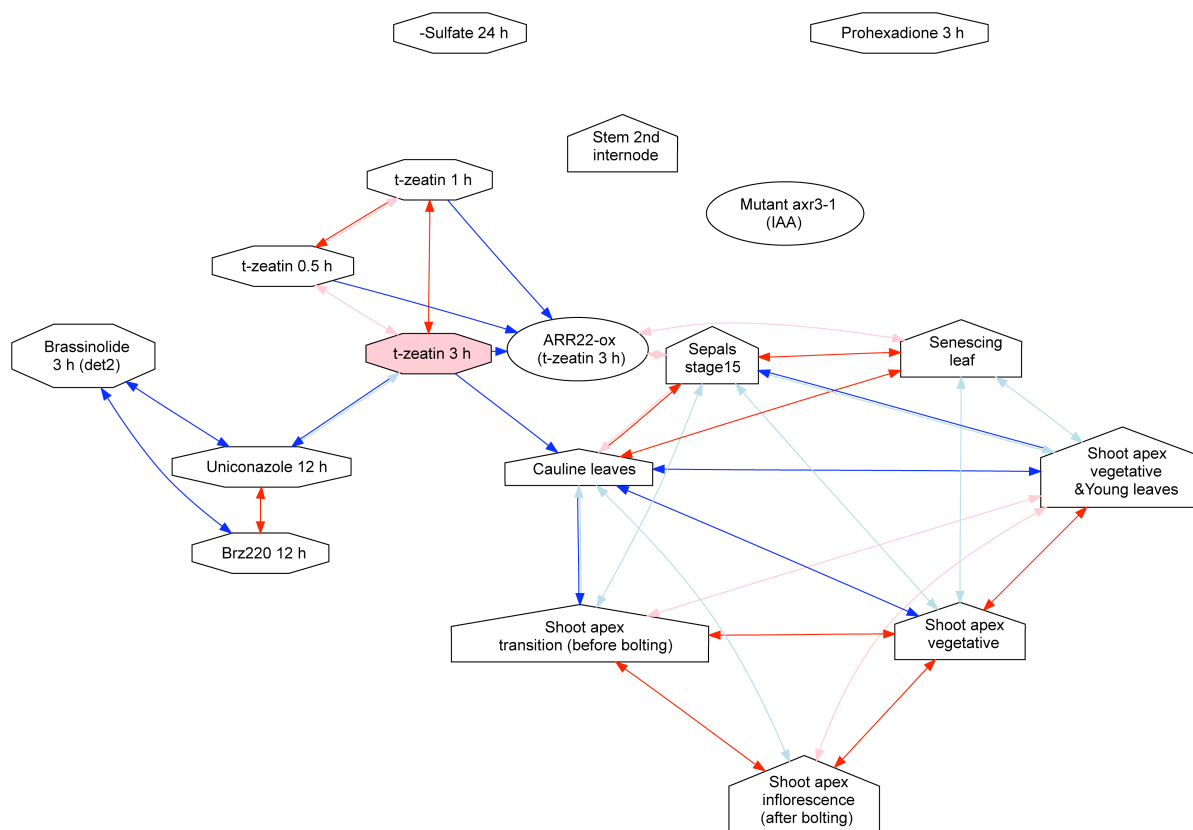 -Sulfate 24 h
Prohexadione 3 h
Stem 2nd
internode
t-zeatin 1 h
Mutant axr3-1
(IAA)
t-zeatin 0.5 h
Brassinolide
3 h (det2)
t-zeatin 3 h
ARR22-ox
(t-zeatin 3 h)
Sepals
stage15
Senescing
leaf
Uniconazole 12 h
Cauline leaves
Shoot apex
vegetative
&Young leaves
Brz220 12 h
Shoot apex
transition (before bolting)
Shoot apex
vegetative
Shoot apex
inflorescence
(after bolting)